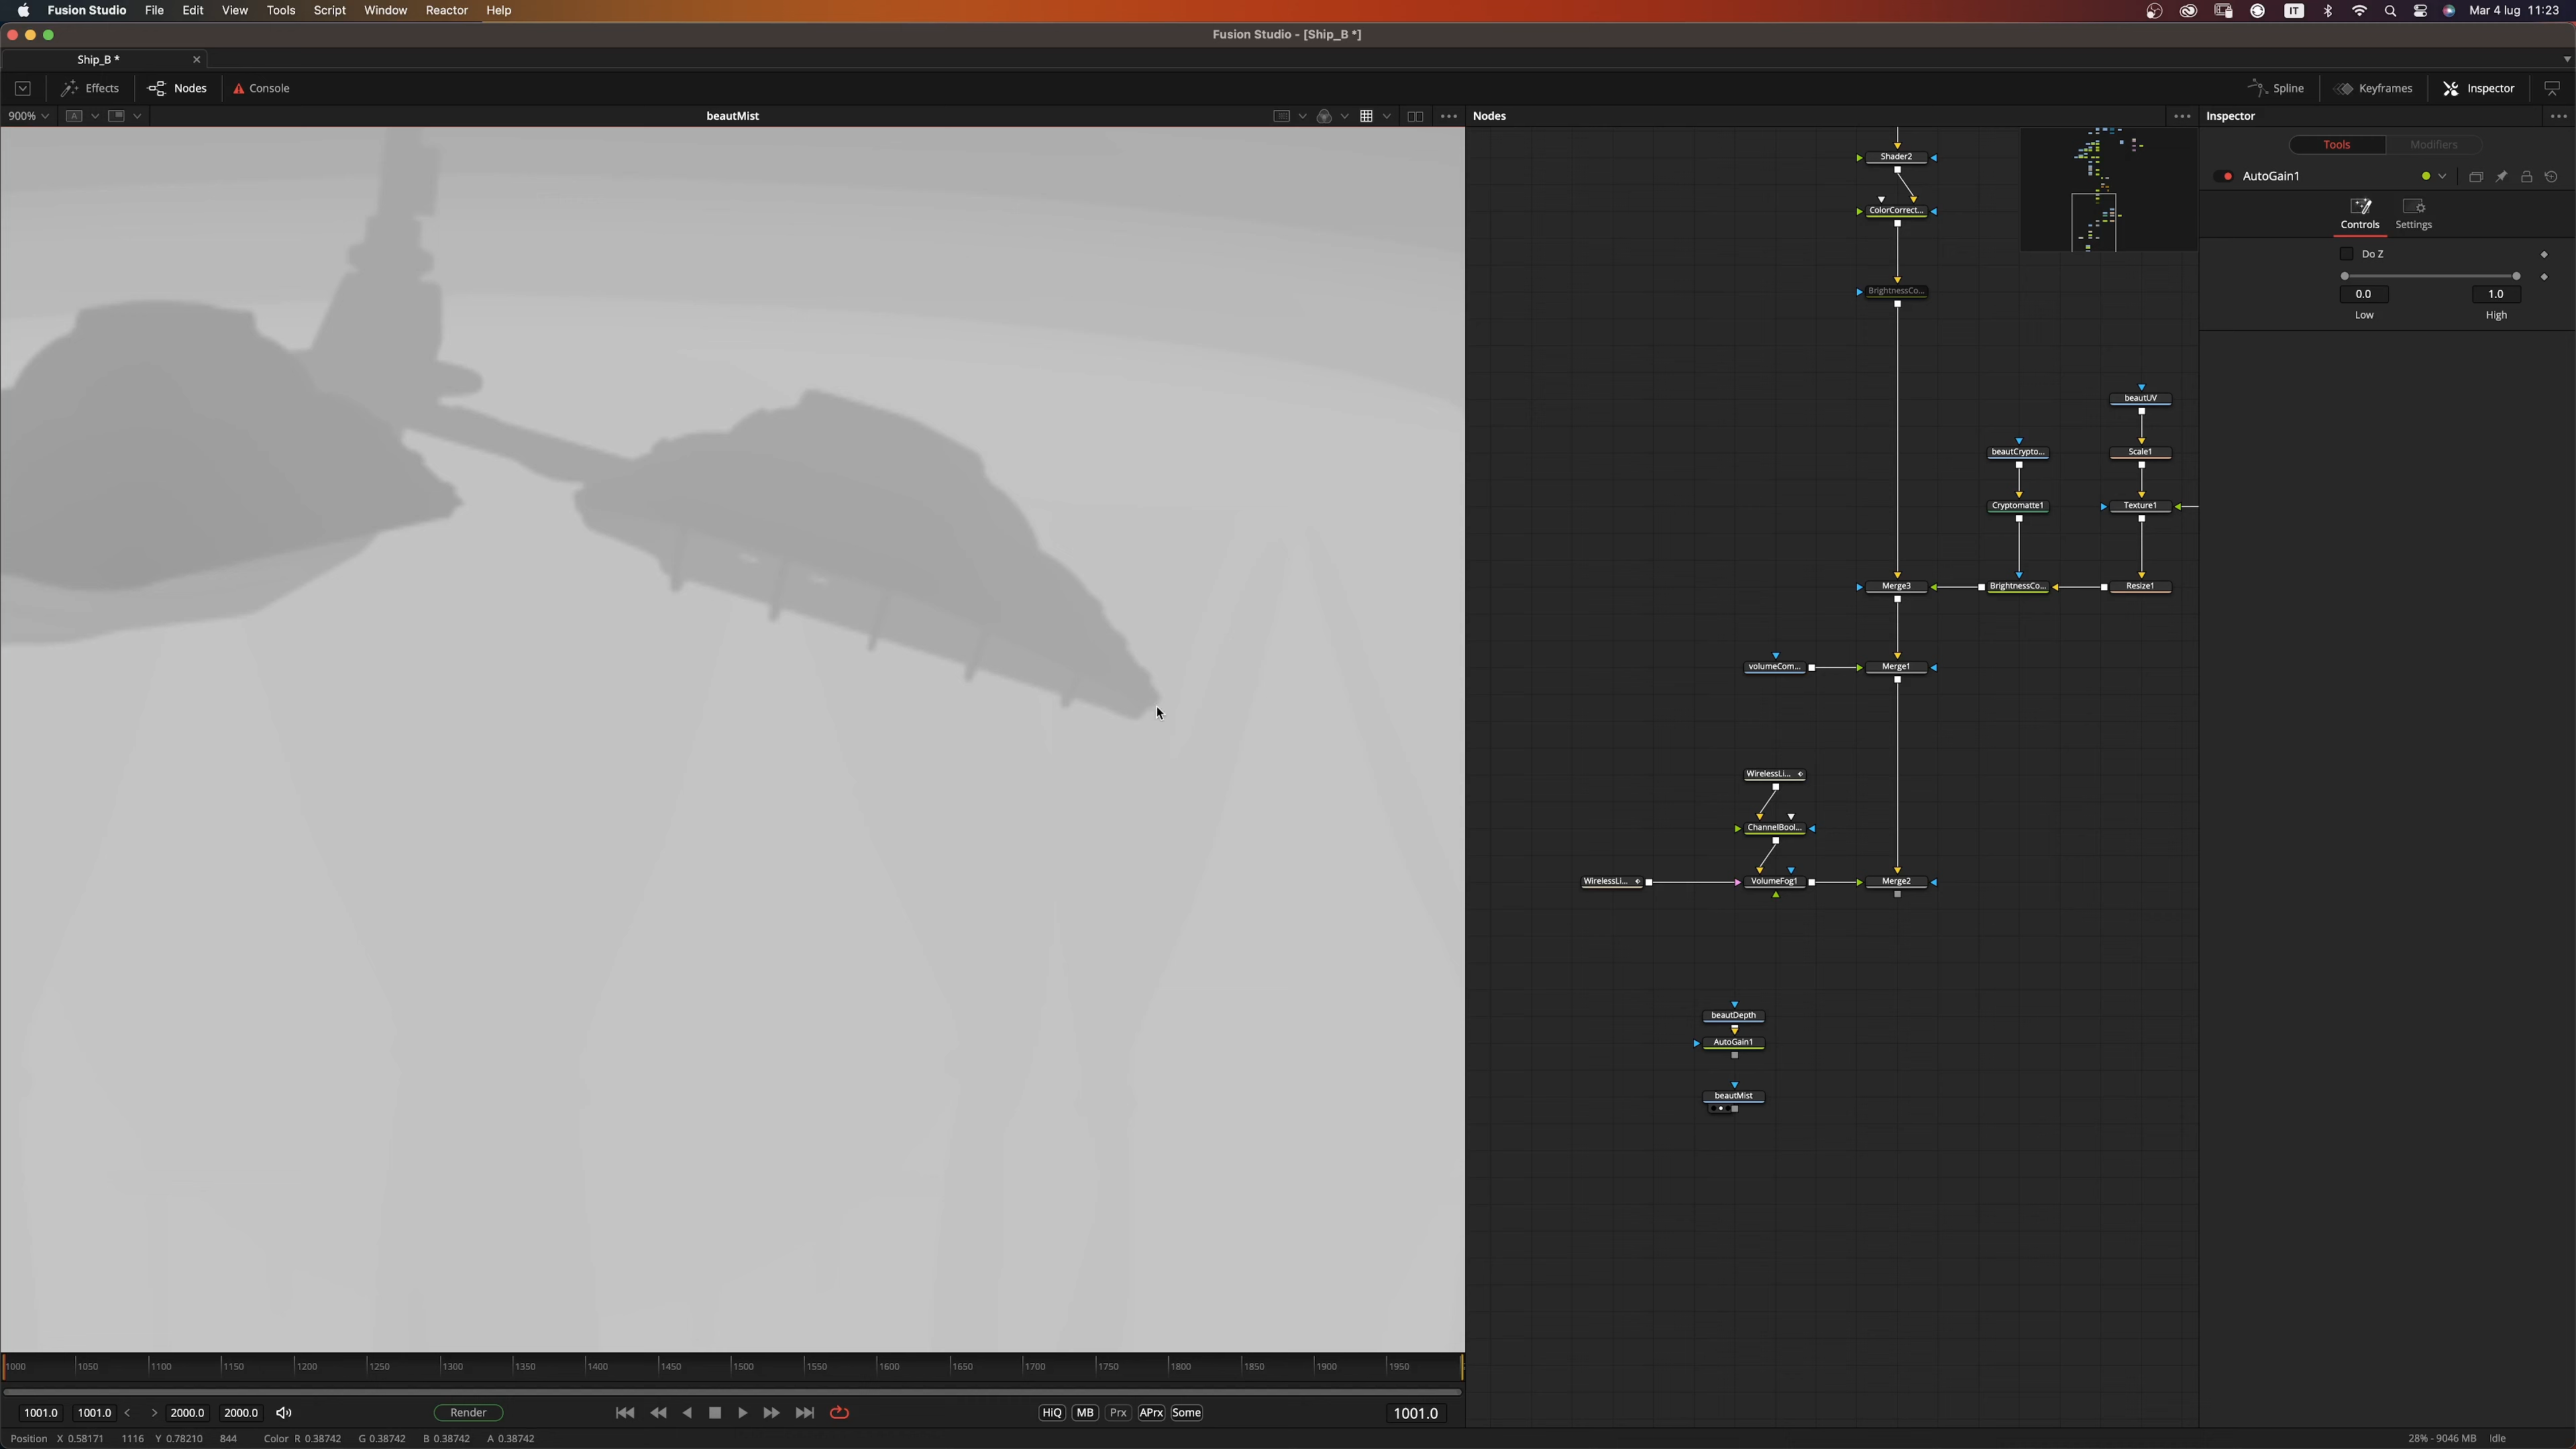 Fusion Studio File Edit View Tools Script Window Reactor Help IT Mar 4 lug 11:23
Fusion Studio - [Ship_B *]
Ship_B *
Effects Nodes Console Spline Keyframes Inspector
900% A beautMist Nodes Inspector
Tools Modifiers
AutoGain1
Controls Settings
Do Z
0.0 1.0
Low High
Shader2
ColorCorrect...
BrightnessCo...
beautUV
beautCrypto... Scale1
Cryptomatte1 Texture1
Merge3 BrightnessCo... Resize1
volumeCom... Merge1
WirelessLi...
ChannelBool...
WirelessLi... VolumeFog1 Merge2
beautDepth
AutoGain1
beautMist
1000 1050 1100 1150 1200 1250 1300 1350 1400 1450 1500 1550 1600 1650 1700 1750 1800 1850 1900 1950
1001.0 1001.0 < > 2000.0 2000.0 Render HiQ MB Prx APrx Some 1001.0
Position X 0.58171 1116 Y 0.78210 844 Color R 0.38742 G 0.38742 B 0.38742 A 0.38742 28% - 9046 MB Idle